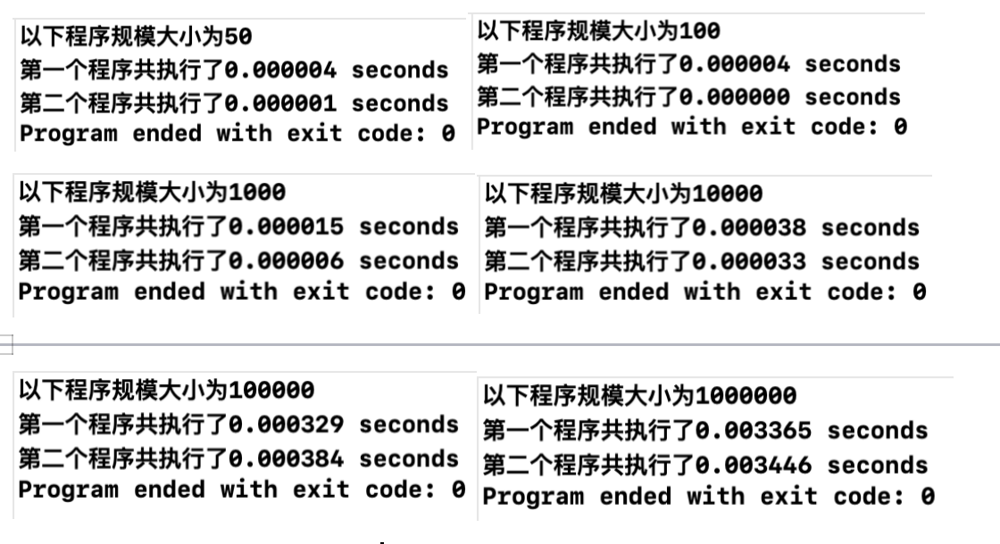 以下程序规模大小为50
第一个程序共执行了0.000004 seconds
第二个程序共执行了0.000001 seconds
Program ended with exit code: 0
以下程序规模大小为100
第一个程序共执行了0.000004 seconds
第二个程序共执行了0.000000 seconds
Program ended with exit code: 0
以下程序规模大小为1000
第一个程序共执行了0.000015 seconds
第二个程序共执行了0.000006 seconds
Program ended with exit code: 0
以下程序规模大小为10000
第一个程序共执行了0.000038 seconds
第二个程序共执行了0.000033 seconds
Program ended with exit code: 0
以下程序规模大小为100000
第一个程序共执行了0.000329 seconds
第二个程序共执行了0.000384 seconds
Program ended with exit code: 0
以下程序规模大小为1000000
第一个程序共执行了0.003365 seconds
第二个程序共执行了0.003446 seconds
Program ended with exit code: 0